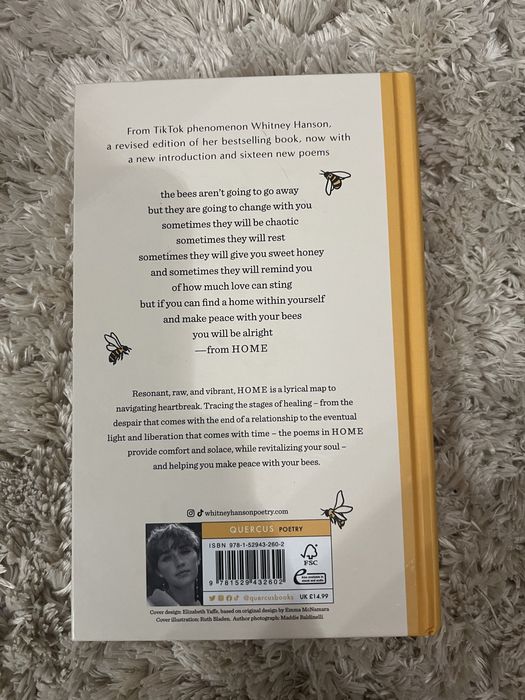 From TikTok phenomenon Whitney Hanson,
a revised edition of her bestselling book, now with
a new introduction and sixteen new poems
the bees aren't going to go away
but they are going to change with you
sometimes they will be chaotic
sometimes they will rest
sometimes they will give you sweet honey
and sometimes they will remind you
of how much love can sting
but if you can find a home within yourself
and make peace with your bees
you will be alright
—from HOME
Resonant, raw, and vibrant, HOME is a lyrical map to
navigating heartbreak. Tracing the stages of healing – from the
despair that comes with the end of a relationship to the eventual
light and liberation that comes with time – the poems in HOME
provide comfort and solace, while revitalizing your soul –
and helping you make peace with your bees.
whitneyhansonpoetry.com
QUERCUS POETRY
ISBN 978-1-52943-260-2
9 781529 432602
FSC
e
Also available in
ebook and audio
@quercusbooks UK £14.99
Cover design: Elizabeth Yaffe, based on original design by Emma McNamara
Cover illustration: Ruth Bladen. Author photograph: Maddie Baldinelli